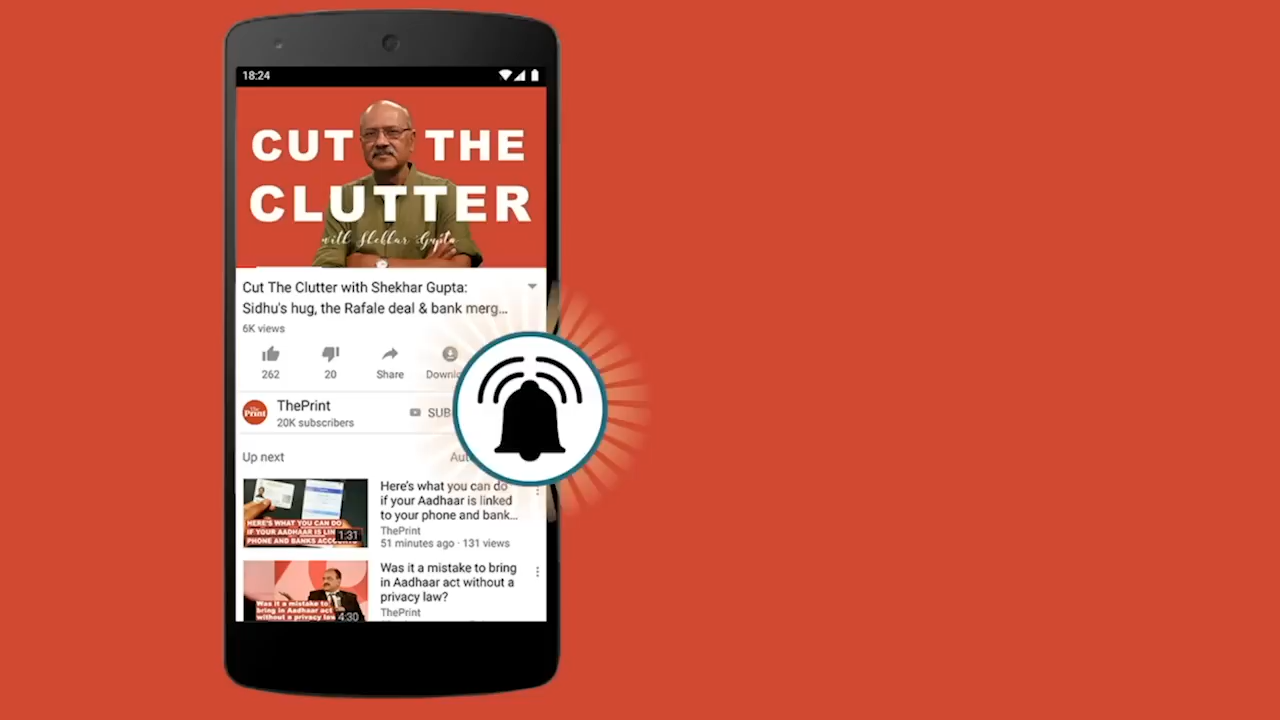 18:24
CUT THE
CLUTTER
with Shekhar Gupta
Cut The Clutter with Shekhar Gupta:
Sidhu's hug, the Rafale deal & bank merg...
6K views
262
20
Share
Downlo
The
Print
ThePrint
20K subscribers
SUB
Up next
Aut
HERE'S WHAT YOU CAN DO
IF YOUR AADHAAR IS LIN
PHONE AND BANKS ACCOUNTS
1:31
Here's what you can do
if your Aadhaar is linked
to your phone and bank...
ThePrint
51 minutes ago · 131 views
Was it a mistake to
bring in Aadhaar act
without a privacy law
4:30
Was it a mistake to bring
in Aadhaar act without a
privacy law?
ThePrint